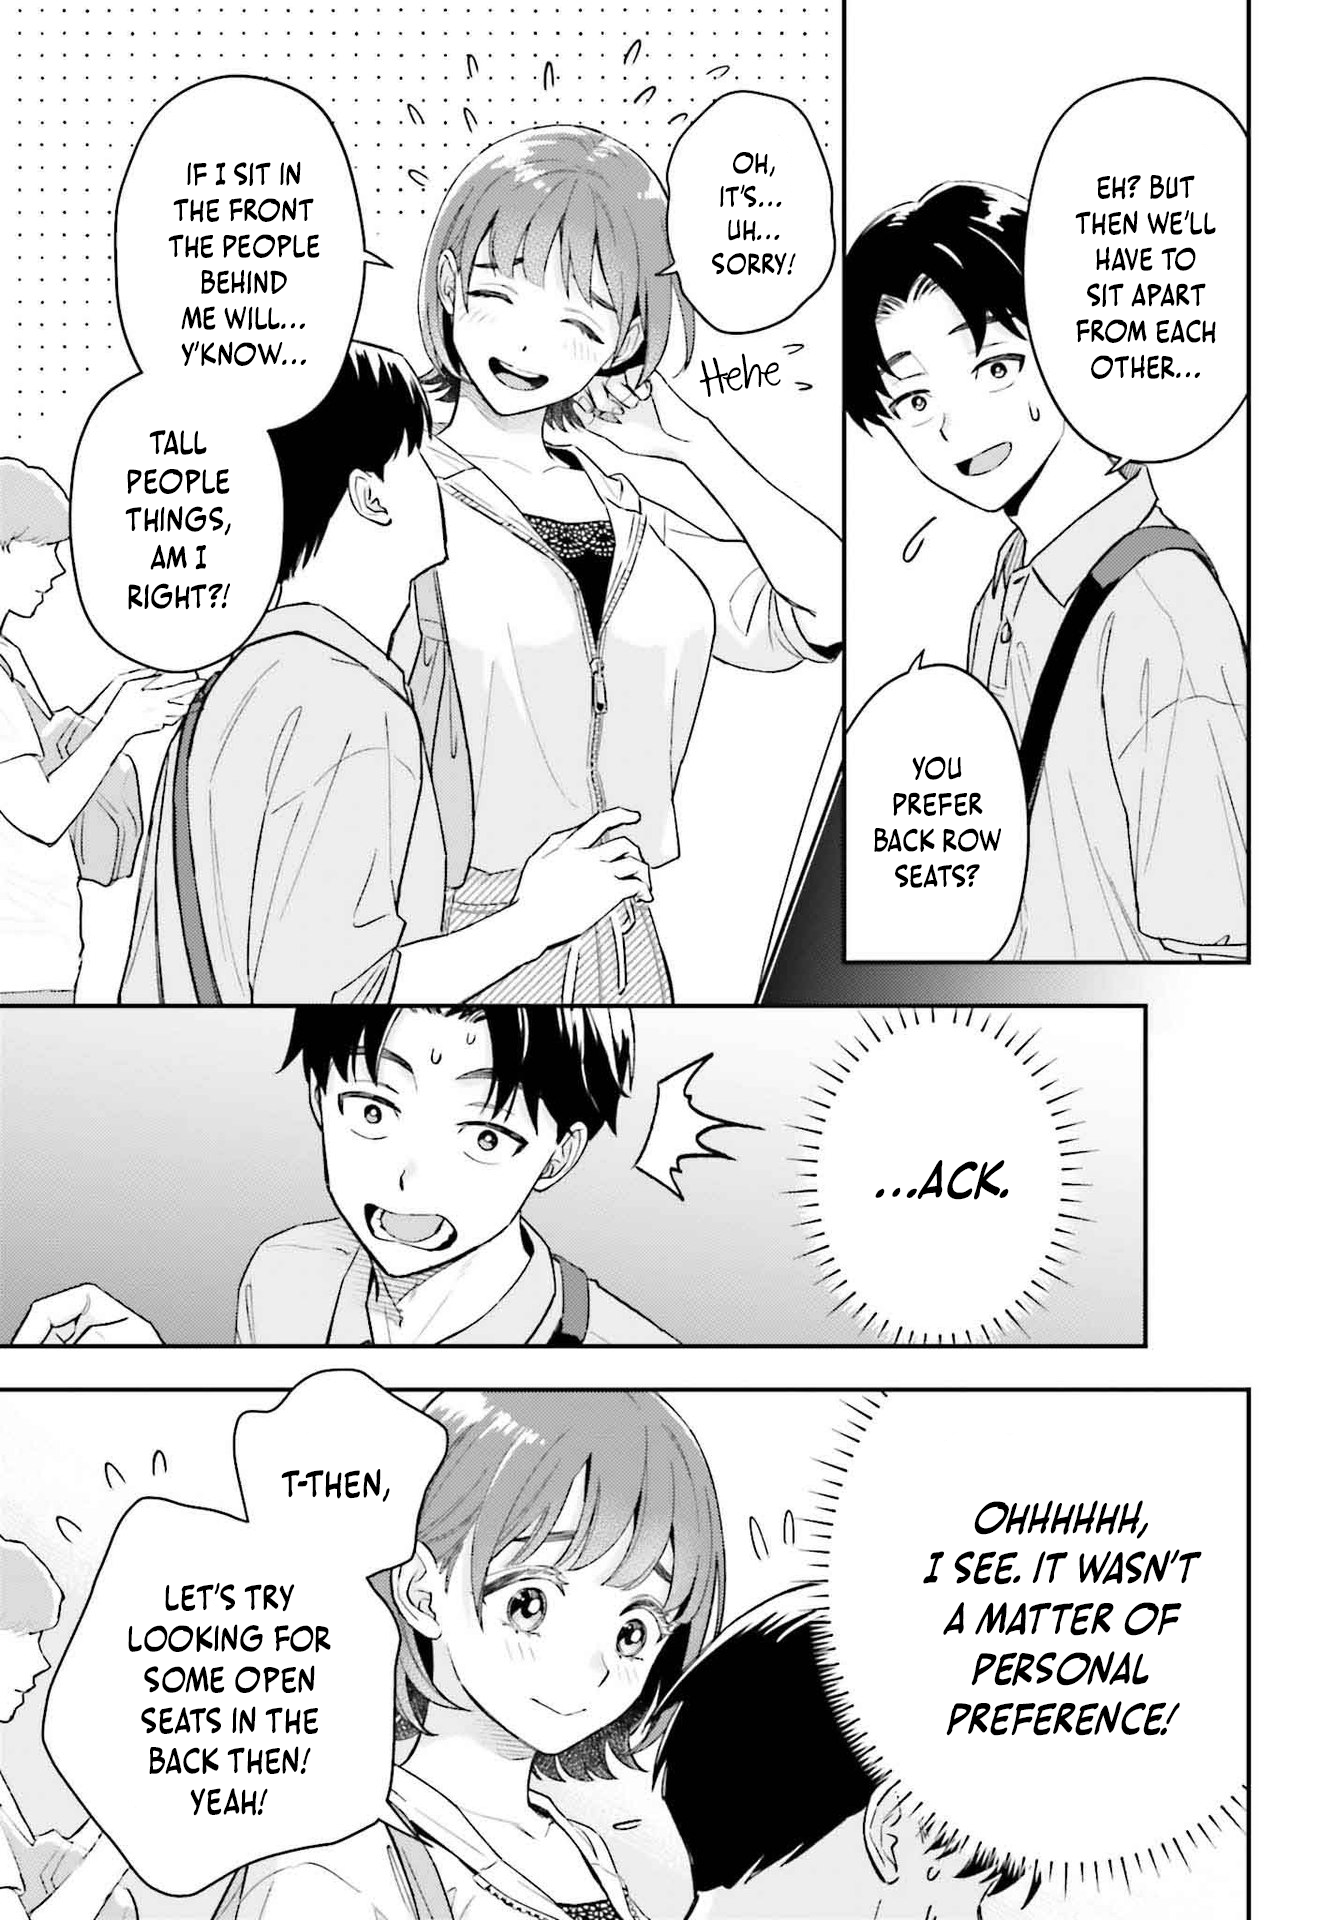 EH? BUT
THEN WE'LL
HAVE TO
SIT APART
FROM EACH
OTHER...
YOU
PREFER
BACK ROW
SEATS?
OH,
IT'S...
UH...
SORRY!
Hehe
IF I SIT IN
THE FRONT
THE PEOPLE
BEHIND
ME WILL...
Y'KNOW...
TALL
PEOPLE
THINGS,
AM I
RIGHT?!
...ACK.
OHHHHHH,
I SEE. IT WASN'T
A MATTER OF
PERSONAL
PREFERENCE!
T-THEN,
LET'S TRY
LOOKING FOR
SOME OPEN
SEATS IN THE
BACK THEN!
YEAH!